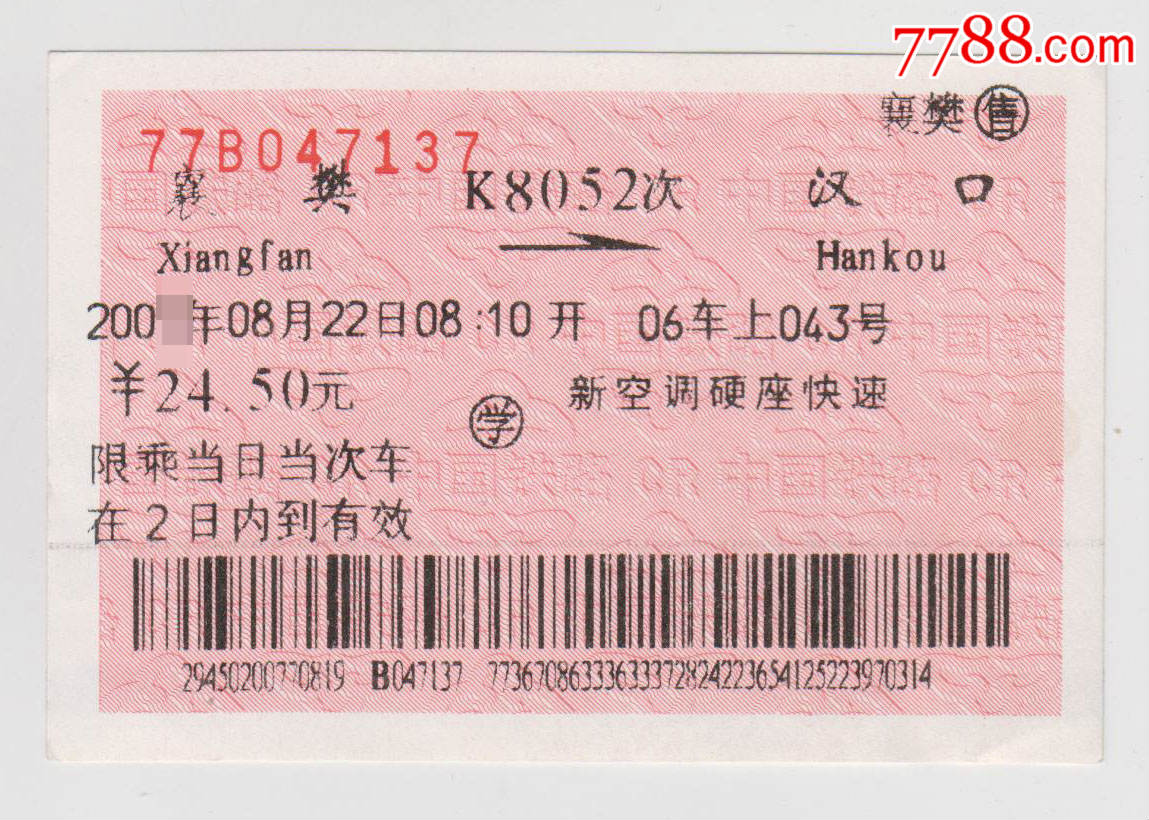 7788.com
襄樊 售
77B047137
襄 樊 K8052次 汉 口
Xiangfan Hankou
200 年08月22日08:10开 06车上043号
￥24.50元 学 新空调硬座快速
限乘当日当次车
在2日内到有效
29450200770819 B047137 7736708633363337282422365412522397​0314